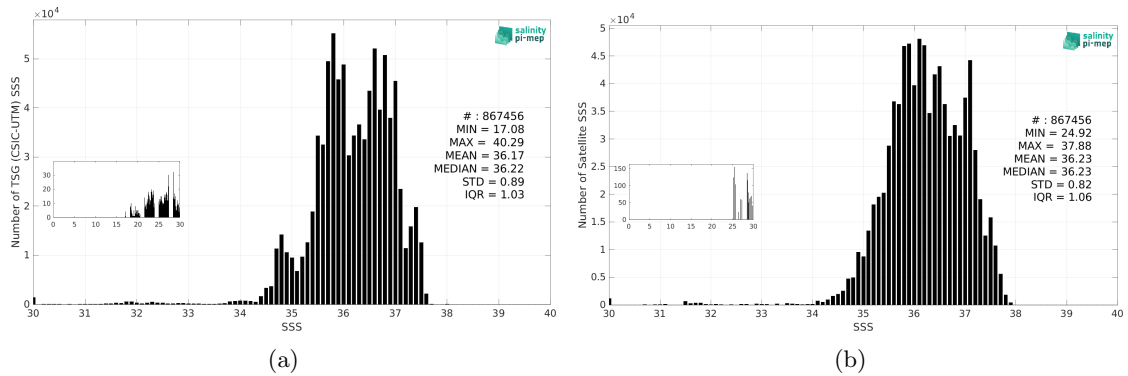 ×10⁴
salinity
pi-mep
5
4
3
2
1
0
Number of TSG (CSIC-UTM) SSS
# : 867456
MIN = 17.08
MAX = 40.29
MEAN = 36.17
MEDIAN = 36.22
STD = 0.89
IQR = 1.03
30
20
10
0
0 5 10 15 20 25 30
30 31 32 33 34 35 36 37 38 39 40
SSS
(a)
×10⁴
salinity
pi-mep
5
4.5
4
3.5
3
2.5
2
1.5
1
0.5
0
Number of Satellite SSS
# : 867456
MIN = 24.92
MAX = 37.88
MEAN = 36.23
MEDIAN = 36.23
STD = 0.82
IQR = 1.06
150
100
50
0
0 5 10 15 20 25 30
30 31 32 33 34 35 36 37 38 39 40
SSS
(b)